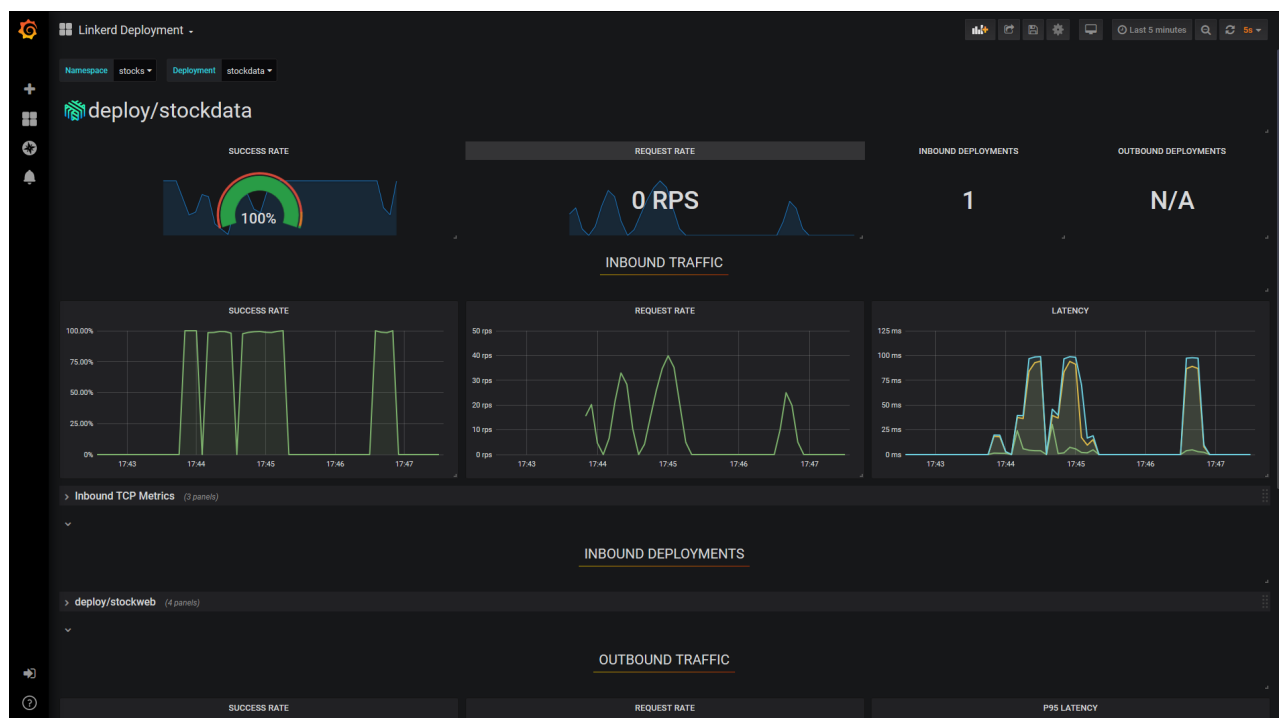 Linkerd Deployment
Last 5 minutes 5s
Namespace stocks Deployment stockdata
deploy/stockdata
SUCCESS RATE REQUEST RATE INBOUND DEPLOYMENTS OUTBOUND DEPLOYMENTS
100% 0 RPS 1 N/A
INBOUND TRAFFIC
SUCCESS RATE
100.00%
75.00%
50.00%
25.00%
0%
17:43 17:44 17:45 17:46 17:47
REQUEST RATE
50 rps
40 rps
30 rps
20 rps
10 rps
0 rps
17:43 17:44 17:45 17:46 17:47
LATENCY
125 ms
100 ms
75 ms
50 ms
25 ms
0 ms
17:43 17:44 17:45 17:46 17:47
Inbound TCP Metrics (3 panels)
INBOUND DEPLOYMENTS
deploy/stockweb (4 panels)
OUTBOUND TRAFFIC
SUCCESS RATE REQUEST RATE P95 LATENCY